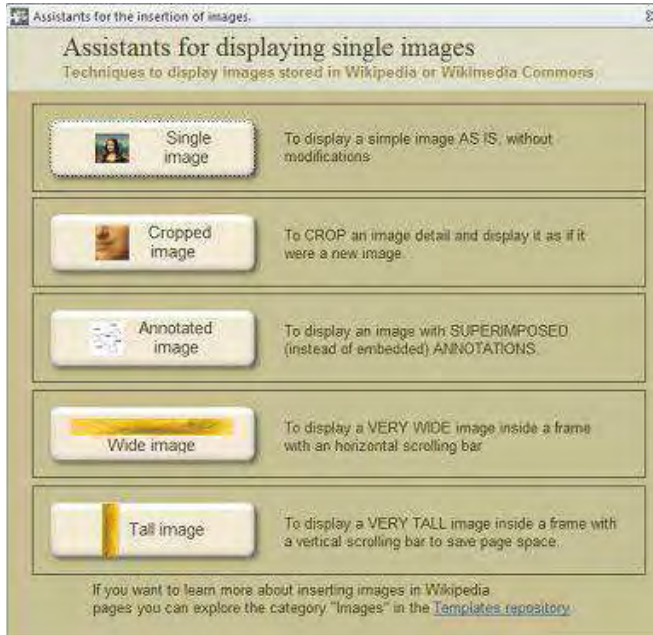 Assistants for the insertion of images.
Assistants for displaying single images
Techniques to display images stored in Wikipedia or Wikimedia Commons
Single
image
To display a simple image AS IS, without
modifications
Cropped
image
To CROP an image detail and display it as if it
were a new image.
Annotated
image
To display an image with SUPERIMPOSED
(instead of embedded) ANNOTATIONS.
Wide image
To display a VERY WIDE image inside a frame
with an horizontal scrolling bar
Tall image
To display a VERY TALL image inside a frame with
a vertical scrolling bar to save page space.
If you want to learn more about inserting images in Wikipedia
pages you can explore the category "Images" in the Templates repository